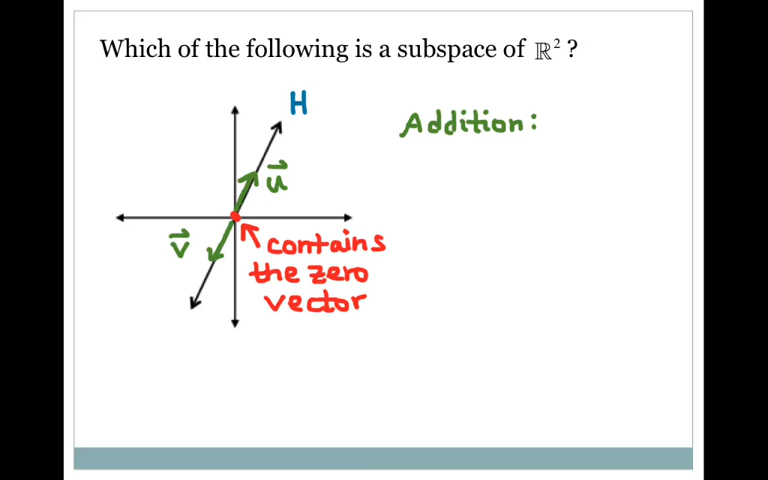 Which of the following is a subspace of ℝ² ?
H
Addition:
u⃗
v⃗
contains
the zero
vector